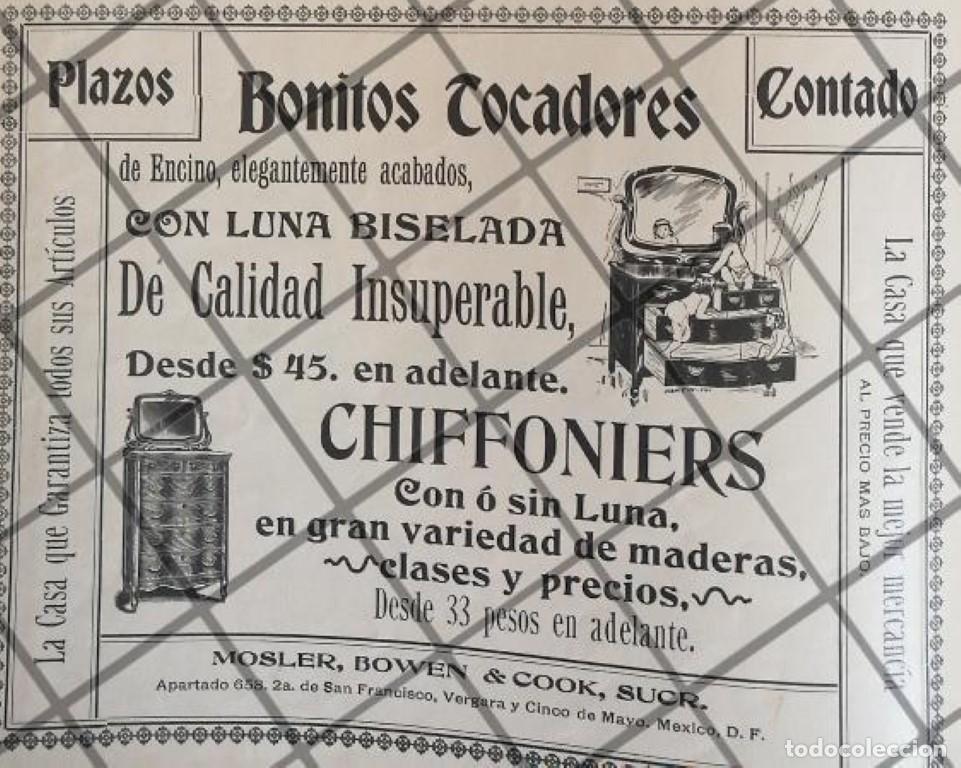 Plazos
Bonitos Tocadores
Contado
de Encino, elegantemente acabados,
CON LUNA BISELADA
De Calidad Insuperable,
Desde $ 45. en adelante.
CHIFFONIERS
Con ó sin Luna,
en gran variedad de maderas,
clases y precios,
Desde 33 pesos en adelante.
La Casa que Garantiza todos sus Artículos
La Casa que vende la mejor mercancía
AL PRECIO MAS BAJO.
MOSLER, BOWEN & COOK, SUCR.
Apartado 658. 2a. de San Francisco, Vergara y Cinco de Mayo. Mexico, D. F.
todocoleccion